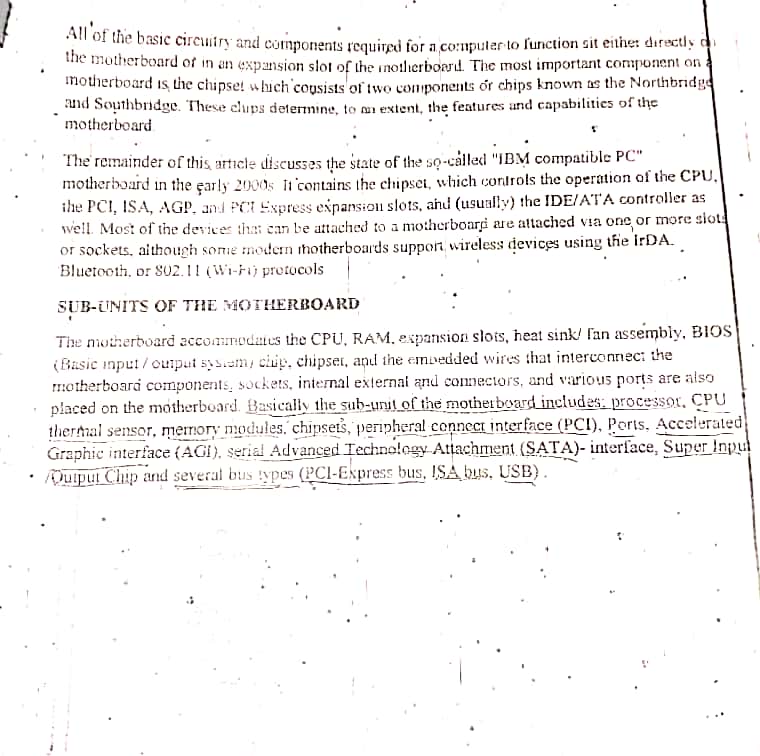 All of the basic circuitry and components required for a computer to function sit either directly
the motherboard or in an expansion slot of the motherboard. The most important component on a
motherboard is the chipset which consists of two components or chips known as the Northbridge
and Southbridge. These chips determine, to an extent, the features and capabilities of the
motherboard
The remainder of this article discusses the state of the so-called "IBM compatible PC"
motherboard in the early 2000s It contains the chipset, which controls the operation of the CPU,
the PCI, ISA, AGP, and PCI Express expansion slots, and (usually) the IDE/ATA controller as
well. Most of the devices that can be attached to a motherboard are attached via one or more slots
or sockets, although some modern motherboards support wireless devices using the IrDA.
Bluetooth, or 802.11 (Wi-Fi) protocols
SUB-UNITS OF THE MOTHERBOARD
The motherboard accommodates the CPU, RAM, expansion slots, heat sink/ fan assembly, BIOS
(Basic input / output system) chip, chipset, and the embedded wires that interconnect the
motherboard components, sockets, internal external and connectors, and various ports are also
placed on the motherboard. Basically the sub-unit of the motherboard includes: processor, CPU
thermal sensor, memory modules, chipsets, peripheral connect interface (PCI), Ports, Accelerated
Graphic interface (AGI), serial Advanced Technology Attachment (SATA)- interface, Super Input
/Output Chip and several bus types (PCI-Express bus, ISA bus, USB) .